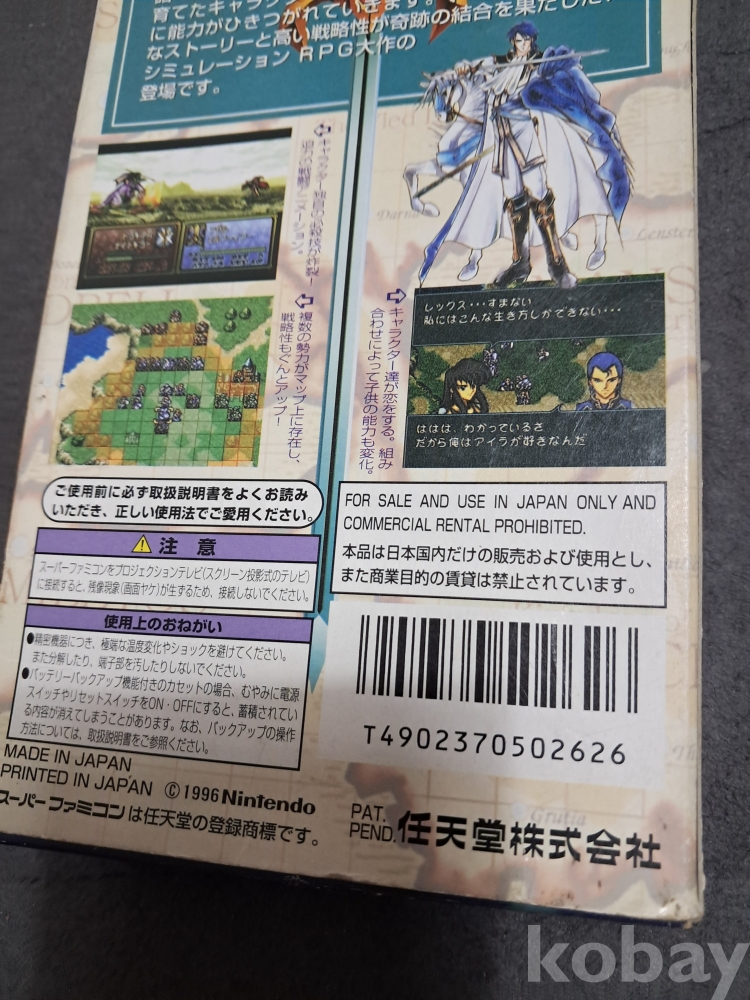 育てたキャラク
に能力がひきつがれていきます。
なストーリーと高い戦略性が奇跡の結合を果たした、
シミュレーションRPG大作の
登場です。
キャラクター独自の必殺技が炸裂!
迫力の戦闘アニメーション。
複数の勢力がマップ上に存在し、
戦略性もぐんとアップ!
レックス・・・すまない
私にはこんな生き方しかできない・・・
ははは、わかっているさ
だから俺はアイラが好きなんだ
キャラクター達が恋をする。組み
合わせによって子供の能力も変化。
ご使用前に必ず取扱説明書をよくお読み
いただき、正しい使用法でご愛用ください。
注意
スーパーファミコンをプロジェクションテレビ(スクリーン投影式のテレビ)
に接続すると、残像現象(画面ヤケ)が生ずるため、接続しないでください。
使用上のおねがい
●精密機器につき、極端な温度変化やショックを避けてください。
また分解したり、端子部を汚したりしないでください。
●バッテリーバックアップ機能付きのカセットの場合、むやみに電源
スイッチやリセットスイッチをON・OFFにすると、蓄積されてい
る内容が消えてしまうことがあります。なお、バックアップの操作
方法については、取扱説明書をご参照ください。
FOR SALE AND USE IN JAPAN ONLY AND
COMMERCIAL RENTAL PROHIBITED.
本品は日本国内だけの販売および使用とし、
また商業目的の賃貸は禁止されています。
T4902370502626
MADE IN JAPAN
PRINTED IN JAPAN ©1996 Nintendo
スーパーファミコンは任天堂の登録商標です。
PAT.
PEND.
任天堂株式会社
Grutia
Darna
Lenster
kobay